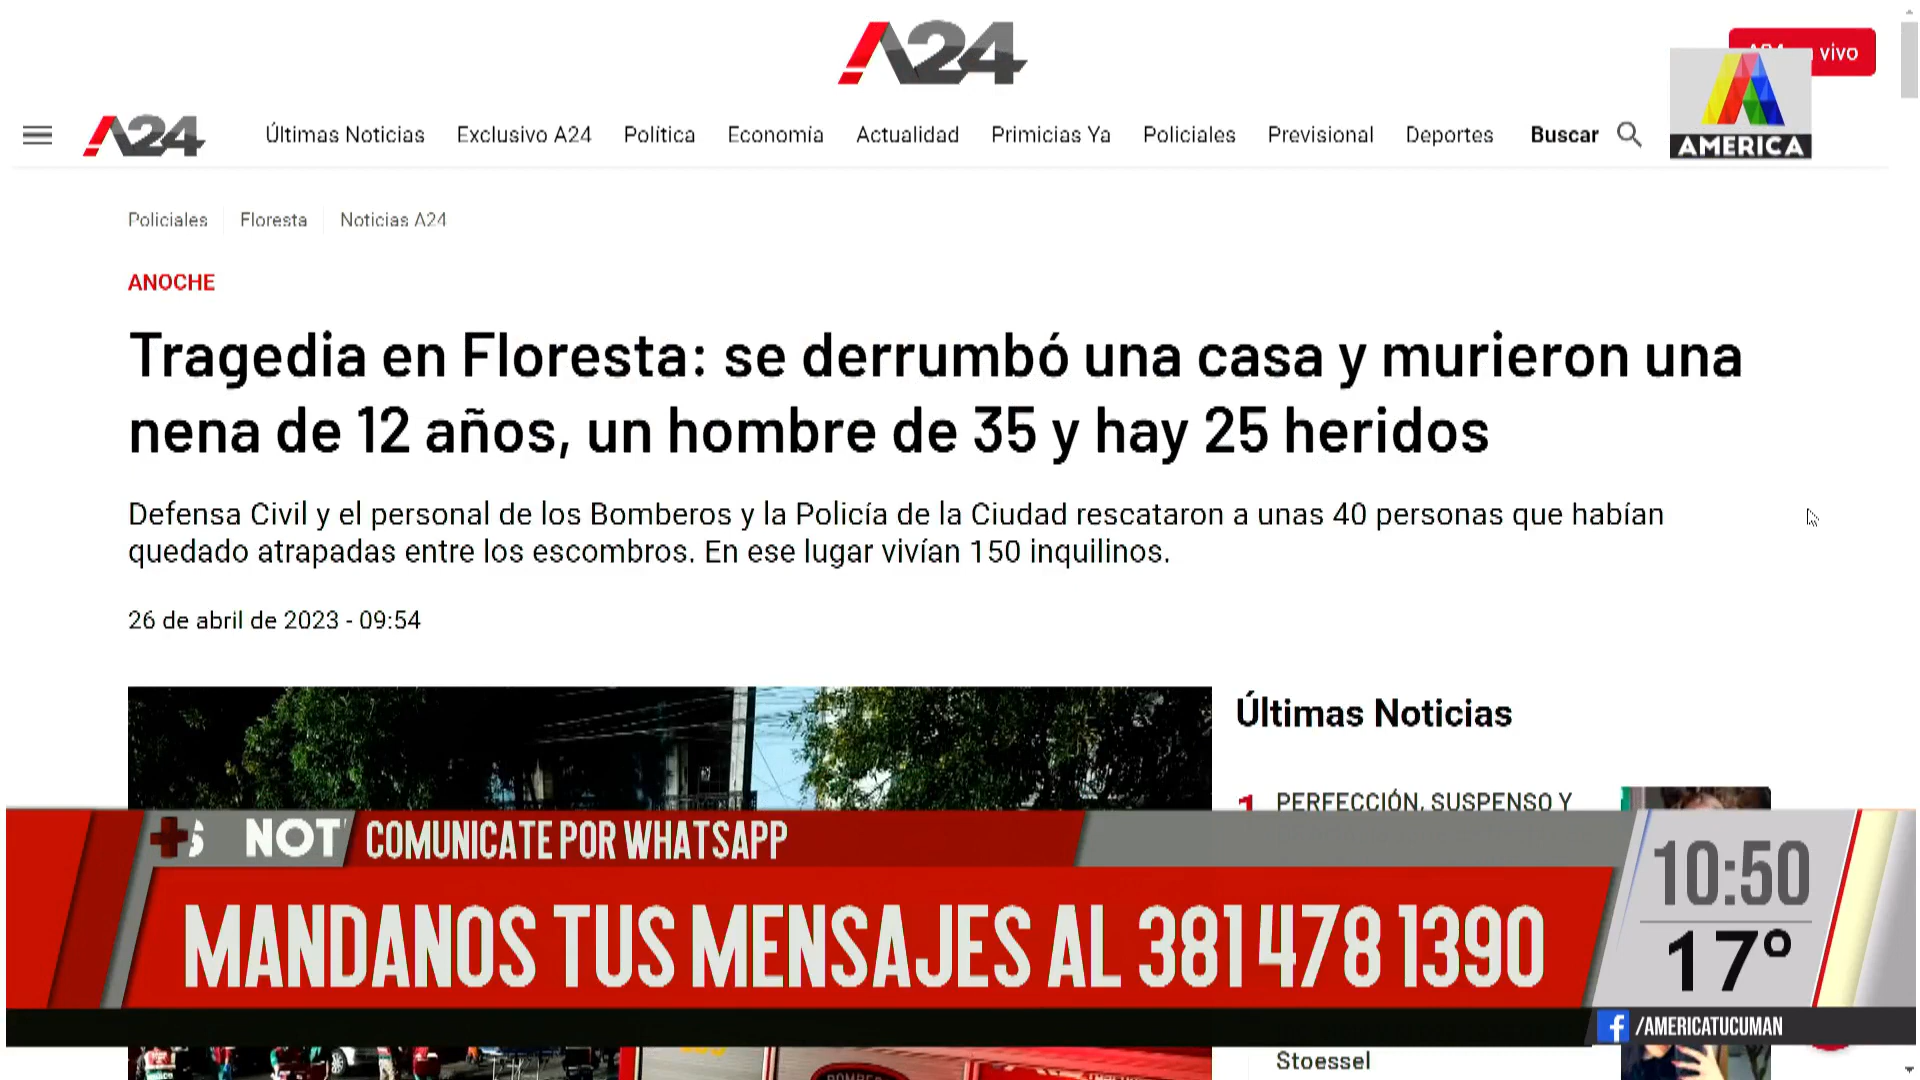 A24
A24 vivo
A24
Últimas Noticias Exclusivo A24 Política Economía Actualidad Primicias Ya Policiales Previsional Deportes Buscar
AMERICA
Policiales Floresta Noticias A24
ANOCHE
Tragedia en Floresta: se derrumbó una casa y murieron una
nena de 12 años, un hombre de 35 y hay 25 heridos
Defensa Civil y el personal de los Bomberos y la Policía de la Ciudad rescataron a unas 40 personas que habían
quedado atrapadas entre los escombros. En ese lugar vivían 150 inquilinos.
26 de abril de 2023 - 09:54
Últimas Noticias
1 PERFECCIÓN, SUSPENSO Y
S NOT
COMUNICATE POR WHATSAPP
MANDANOS TUS MENSAJES AL 381 478 1390
10:50
17°
/AMERICATUCUMAN
Stoessel